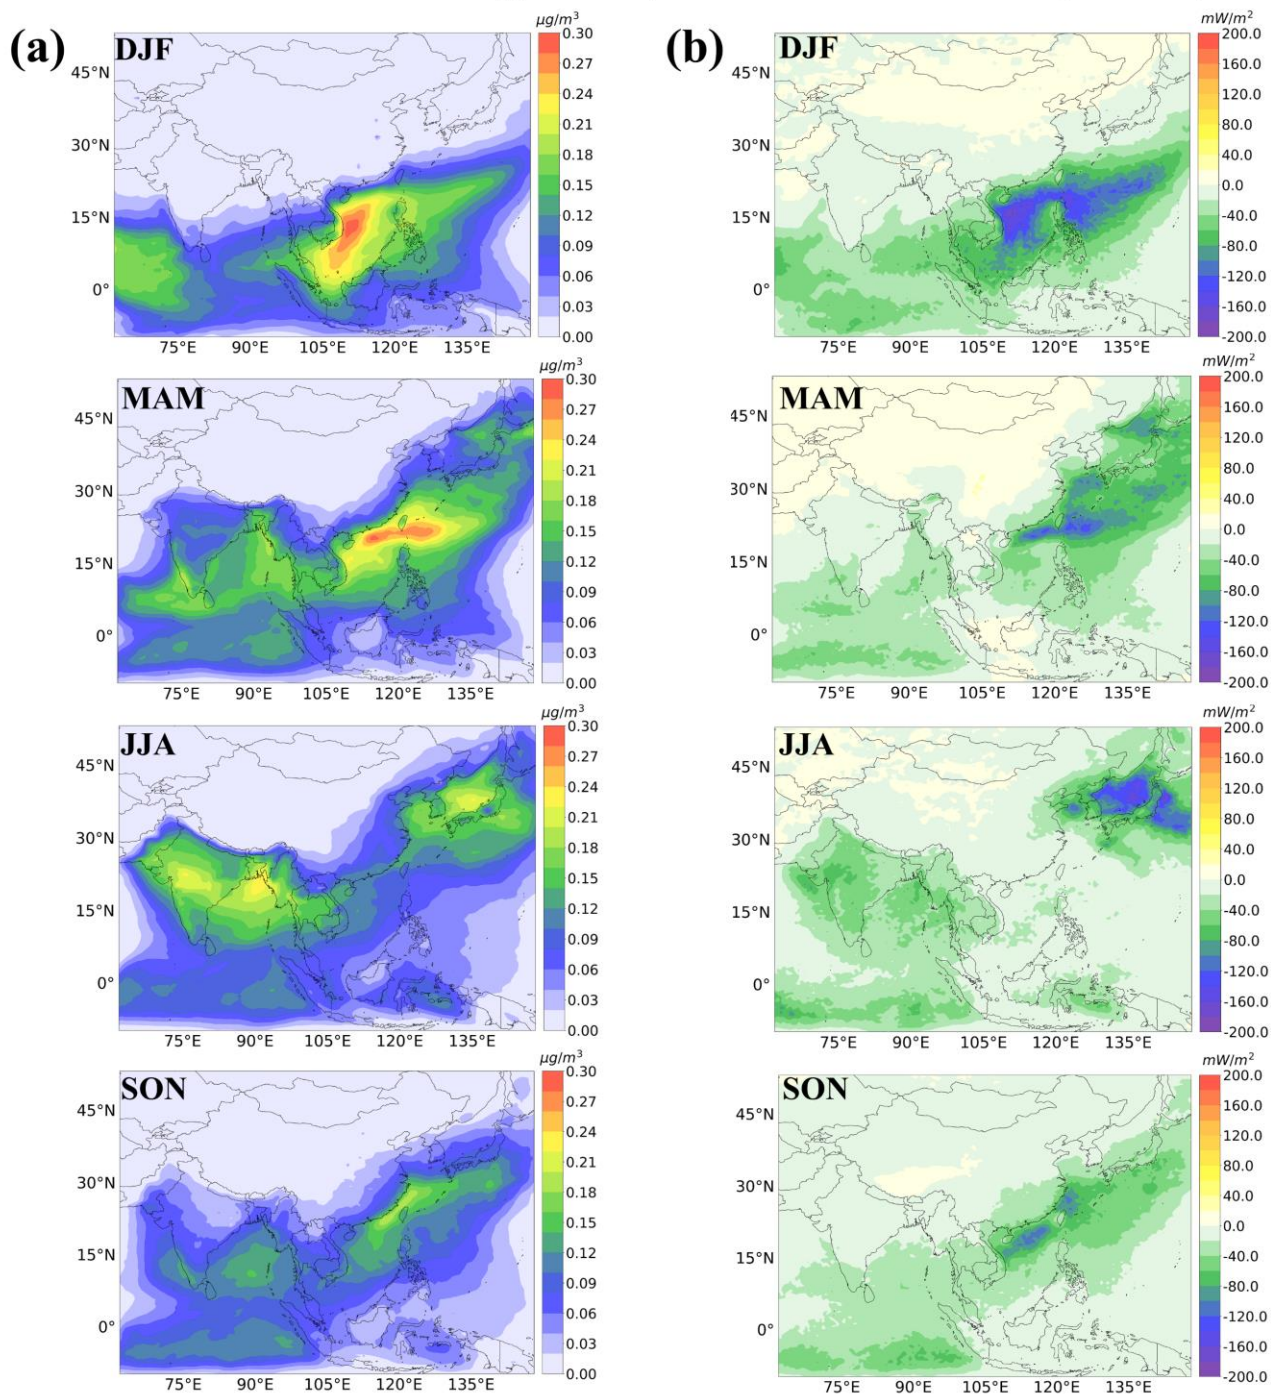 (a)
DJF
μg/m³
0.30
0.27
0.24
0.21
0.18
0.15
0.12
0.09
0.06
0.03
0.00
45°N
30°N
15°N
0°
75°E 90°E 105°E 120°E 135°E
(b)
DJF
mW/m²
200.0
160.0
120.0
80.0
40.0
0.0
-40.0
-80.0
-120.0
-160.0
-200.0
45°N
30°N
15°N
0°
75°E 90°E 105°E 120°E 135°E
MAM
μg/m³
0.30
0.27
0.24
0.21
0.18
0.15
0.12
0.09
0.06
0.03
0.00
45°N
30°N
15°N
0°
75°E 90°E 105°E 120°E 135°E
MAM
mW/m²
200.0
160.0
120.0
80.0
40.0
0.0
-40.0
-80.0
-120.0
-160.0
-200.0
45°N
30°N
15°N
0°
75°E 90°E 105°E 120°E 135°E
JJA
μg/m³
0.30
0.27
0.24
0.21
0.18
0.15
0.12
0.09
0.06
0.03
0.00
45°N
30°N
15°N
0°
75°E 90°E 105°E 120°E 135°E
JJA
mW/m²
200.0
160.0
120.0
80.0
40.0
0.0
-40.0
-80.0
-120.0
-160.0
-200.0
45°N
30°N
15°N
0°
75°E 90°E 105°E 120°E 135°E
SON
μg/m³
0.30
0.27
0.24
0.21
0.18
0.15
0.12
0.09
0.06
0.03
0.00
45°N
30°N
15°N
0°
75°E 90°E 105°E 120°E 135°E
SON
mW/m²
200.0
160.0
120.0
80.0
40.0
0.0
-40.0
-80.0
-120.0
-160.0
-200.0
45°N
30°N
15°N
0°
75°E 90°E 105°E 120°E 135°E